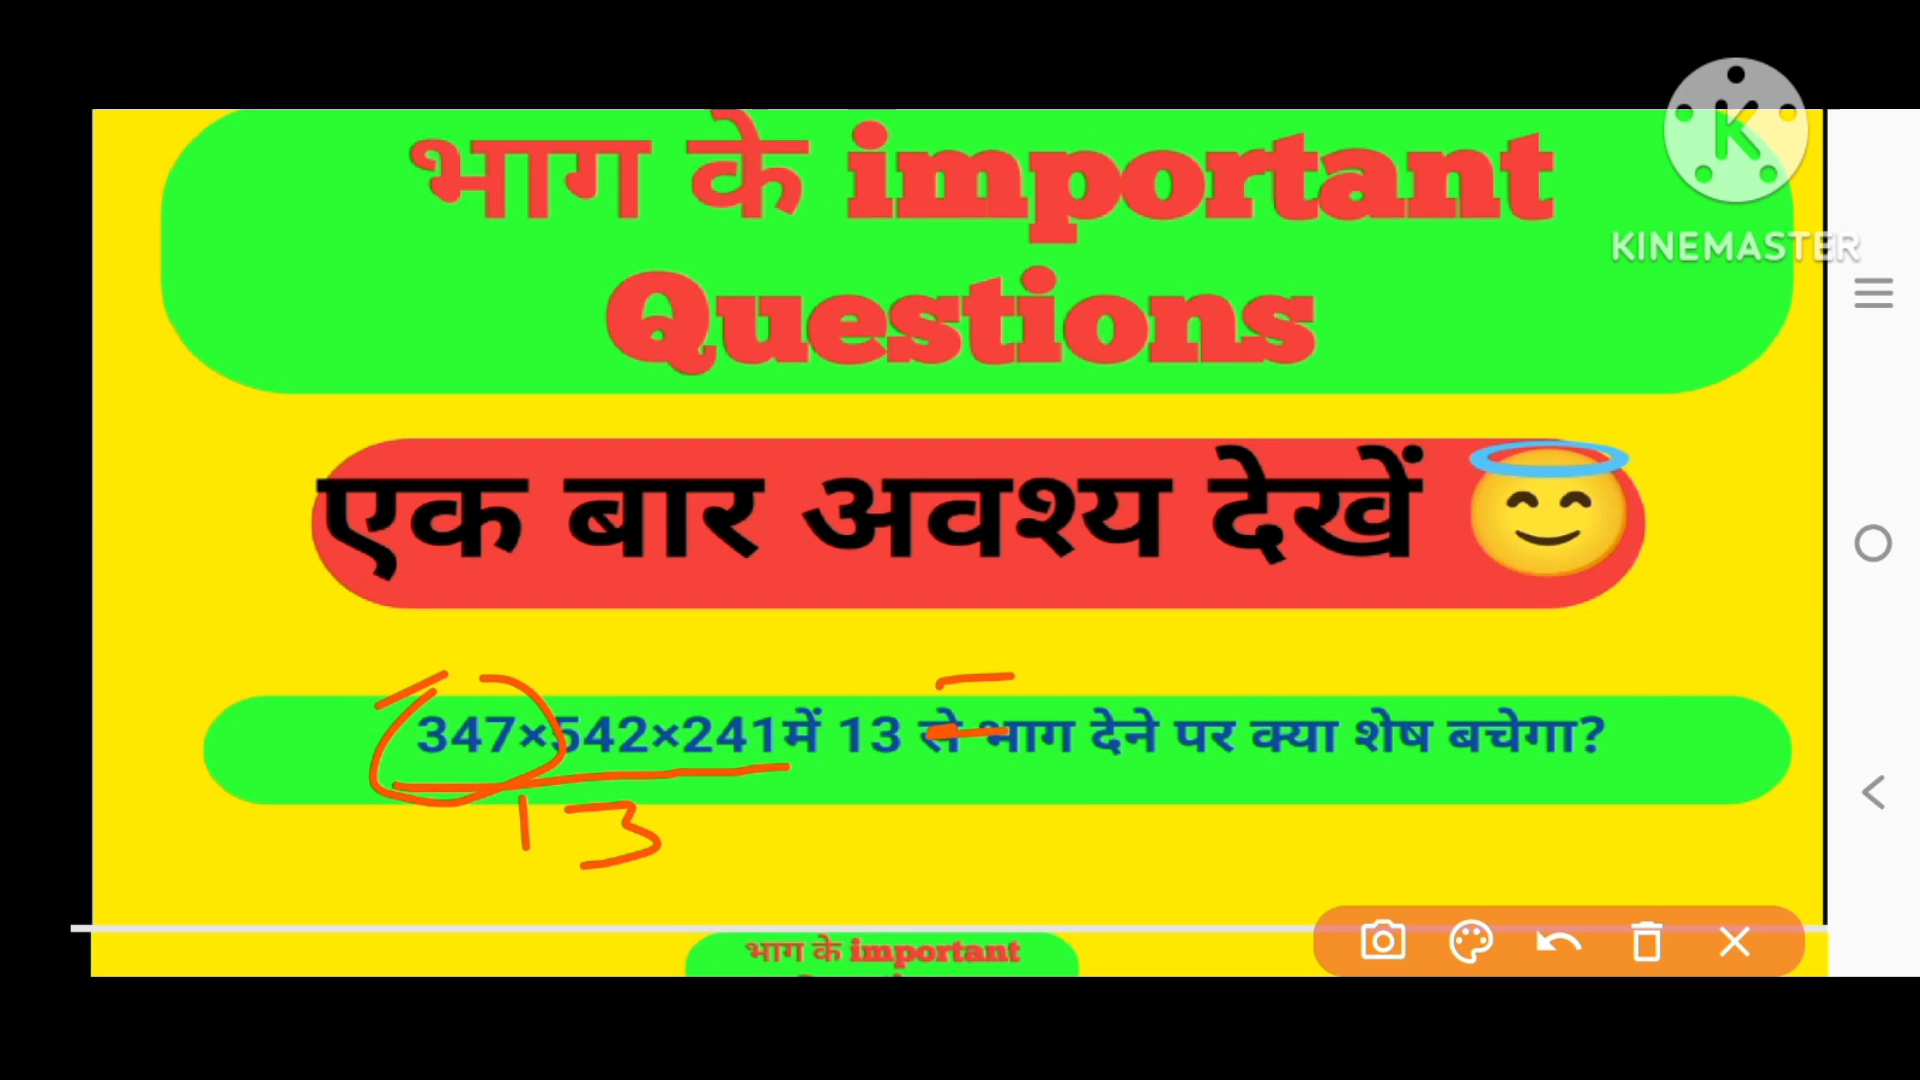 भाग के important
Questions
KINEMASTER
एक बार अवश्य देखें 😇
347×542×241में 13 से भाग देने पर क्या शेष बचेगा?
13
भाग के important